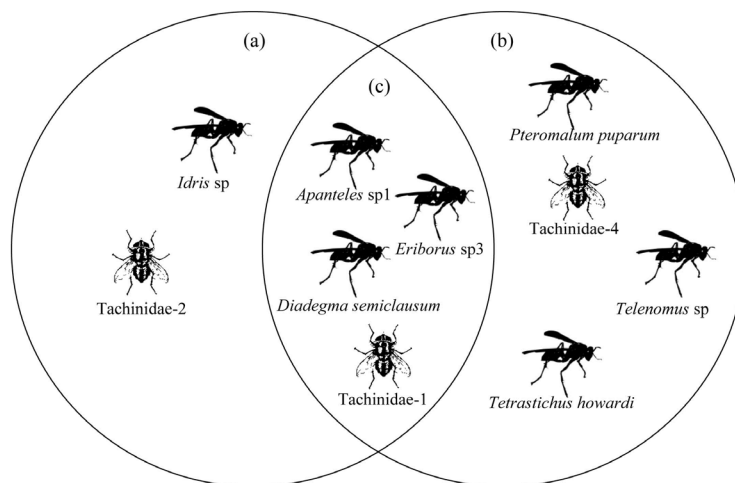 (a)
(b)
(c)
Idris sp
Tachinidae-2
Apanteles sp1
Eriborus sp3
Diadegma semiclausum
Tachinidae-1
Pteromalum puparum
Tachinidae-4
Telenomus sp
Tetrastichus howardi